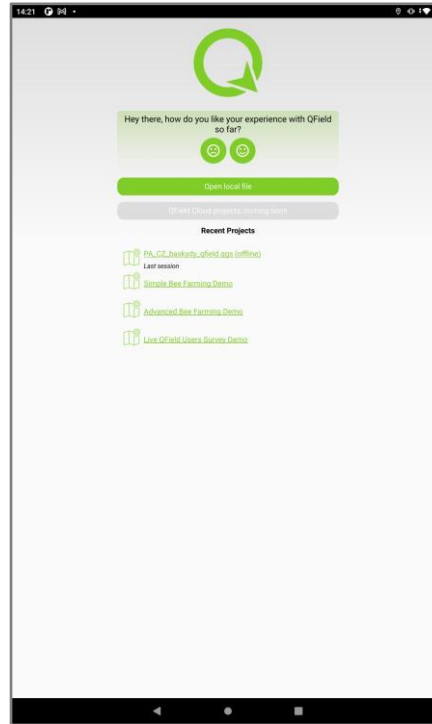 14:21
Hey there, how do you like your experience with QField
so far?
Open local file
QField Cloud projects, coming soon
Recent Projects
PA_CZ_baskydy_qfield.qgs (offline)
Last session
Simple Bee Farming Demo
Advanced Bee Farming Demo
Live QField Users Survey Demo